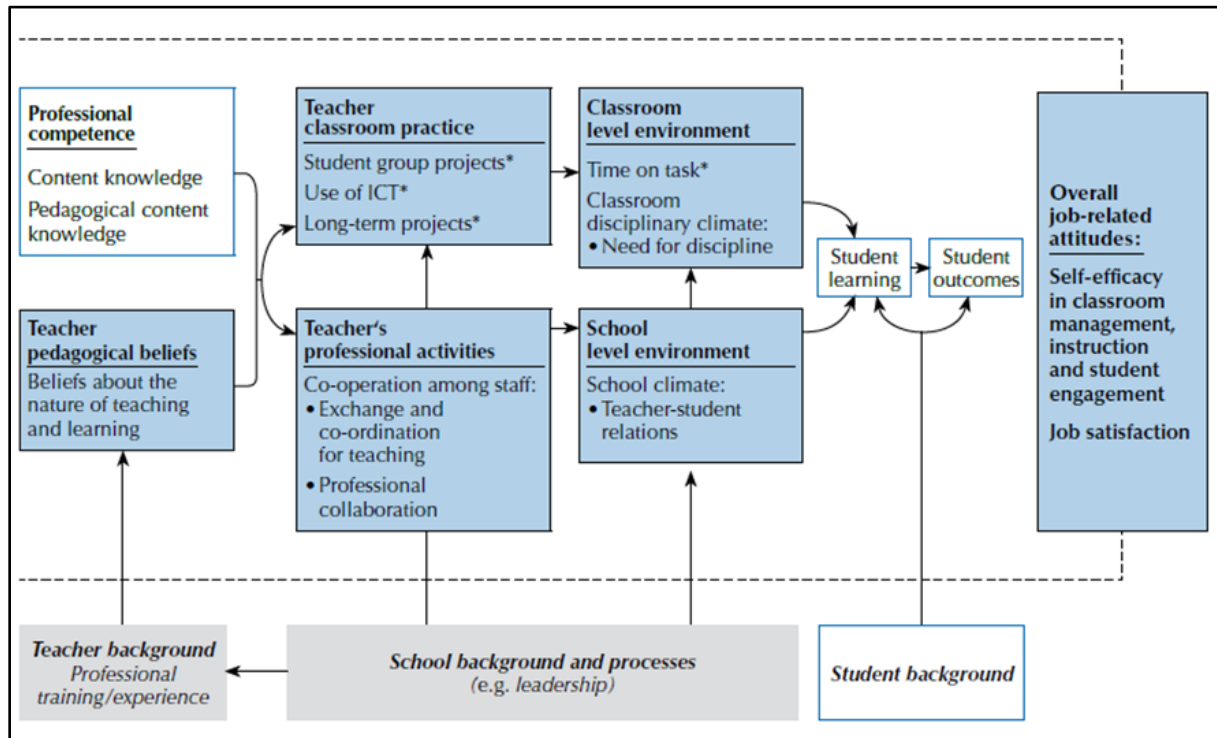 Professional
competence
Content knowledge
Pedagogical content
knowledge
Teacher
classroom practice
Student group projects*
Use of ICT*
Long-term projects*
Classroom
level environment
Time on task*
Classroom
disciplinary climate:
• Need for discipline
Student
learning
Student
outcomes
Overall
job-related
attitudes:
Self-efficacy
in classroom
management,
instruction
and student
engagement
Job satisfaction
Teacher
pedagogical beliefs
Beliefs about the
nature of teaching
and learning
Teacher‘s
professional activities
Co-operation among staff:
• Exchange and
co-ordination
for teaching
• Professional
collaboration
School
level environment
School climate:
• Teacher-student
relations
Teacher background
Professional
training/experience
School background and processes
(e.g. leadership)
Student background